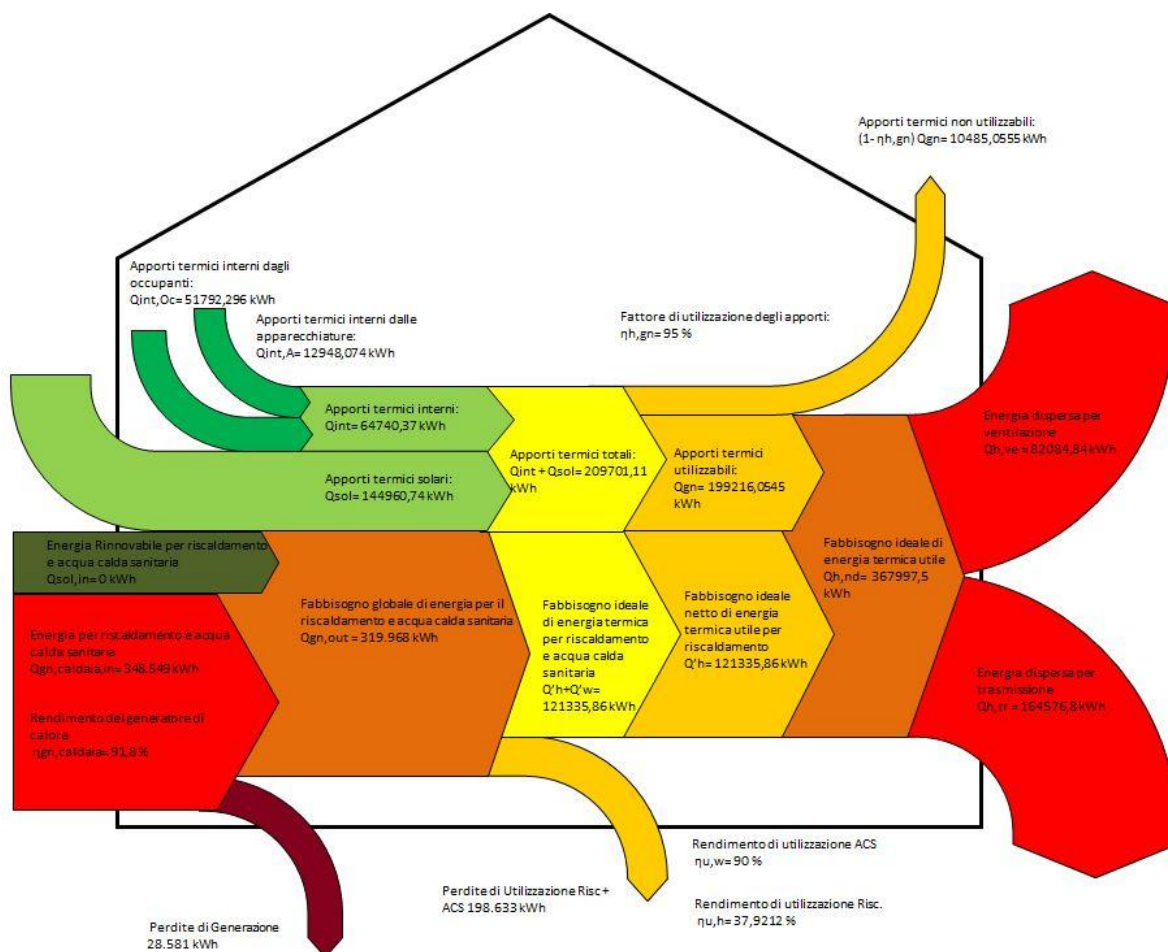 Apporti termici non utilizzabili:
(1- ηh,gn) Qgn= 10485,0555 kWh
Apporti termici interni dagli
occupanti:
Qint,Oc= 51792,296 kWh
Apporti termici interni dalle
apparecchiature:
Qint,A= 12948,074 kWh
Fattore di utilizzazione degli apporti:
ηh,gn= 95 %
Apporti termici interni:
Qint= 64740,37 kWh
Energia dispersa per
ventilazione
Qh,ve = 82084,84 kWh
Apporti termici solari:
Qsol= 144960,74 kWh
Apporti termici totali:
Qint + Qsol= 209701,11
kWh
Apporti termici
utilizzabili:
Qgn= 199216,0545
kWh
Energia Rinnovabile per riscaldamento
e acqua calda sanitaria
Qsol,in= 0 kWh
Fabbisogno ideale di
energia termica utile
Qh,nd= 367997,5
kWh
Fabbisogno globale di energia per il
riscaldamento e acqua calda sanitaria
Qgn,out = 319.968 kWh
Fabbisogno ideale
di energia termica
per riscaldamento
e acqua calda
sanitaria
Q'h+Q'w=
121335,86 kWh
Fabbisogno ideale
netto di energia
termica utile per
riscaldamento
Q'h= 121335,86 kWh
Energia per riscaldamento e acqua
calda sanitaria
Qgn,caldaia,in= 348.549 kWh
Rendimento del generatore di
calore
ηgn,caldaia= 91,8%
Energia dispersa per
trasmissione
Qh,tr = 164576,8 kWh
Rendimento di utilizzazione ACS
ηu,w= 90 %
Perdite di Utilizzazione Risc +
ACS 198.633 kWh
Rendimento di utilizzazione Risc.
ηu,h= 37,9212 %
Perdite di Generazione
28.581 kWh